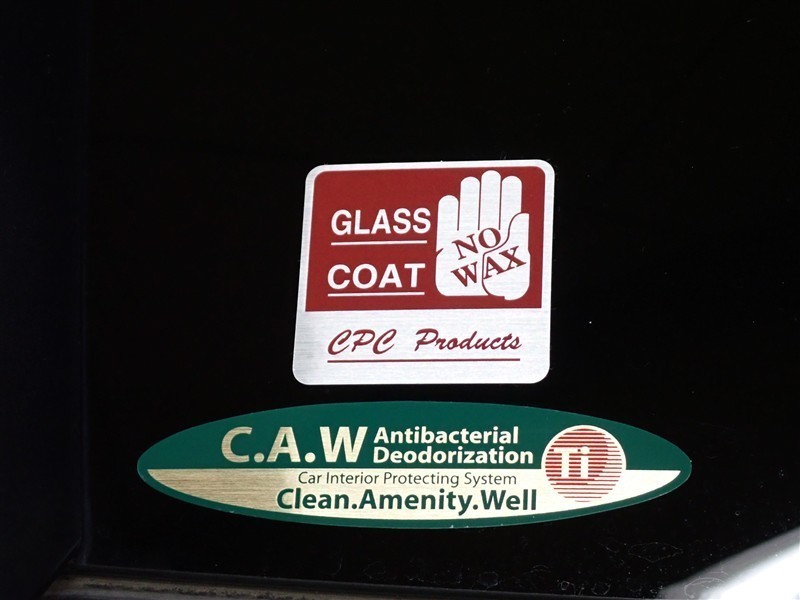 GLASS
COAT
NO
WAX
CPC Products
C.A.W Antibacterial
Deodorization
Ti
Car Interior Protecting System
Clean.Amenity.Well